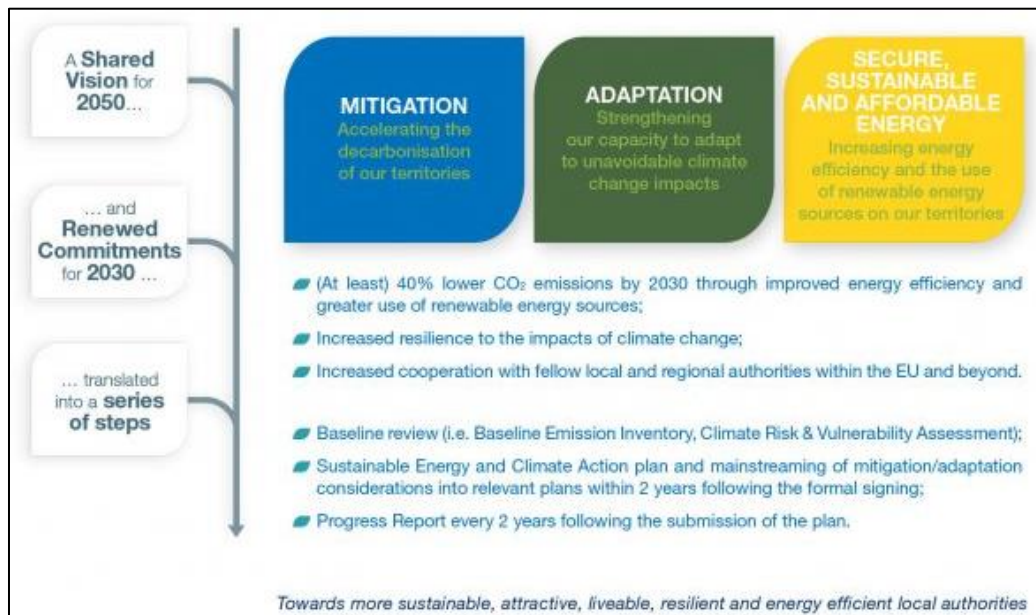 A Shared
Vision for
2050…
MITIGATION
Accelerating the
decarbonisation
of our territories
ADAPTATION
Strengthening
our capacity to adapt
to unavoidable climate
change impacts
SECURE,
SUSTAINABLE
AND AFFORDABLE
ENERGY
Increasing energy
efficiency and the use
of renewable energy
sources on our territories
… and
Renewed
Commitments
for 2030 …
(At least) 40% lower CO₂ emissions by 2030 through improved energy efficiency and
greater use of renewable energy sources;
Increased resilience to the impacts of climate change;
Increased cooperation with fellow local and regional authorities within the EU and beyond.
… translated
into a series
of steps
Baseline review (i.e. Baseline Emission Inventory, Climate Risk & Vulnerability Assessment);
Sustainable Energy and Climate Action plan and mainstreaming of mitigation/adaptation
considerations into relevant plans within 2 years following the formal signing;
Progress Report every 2 years following the submission of the plan.
Towards more sustainable, attractive, liveable, resilient and energy efficient local authorities